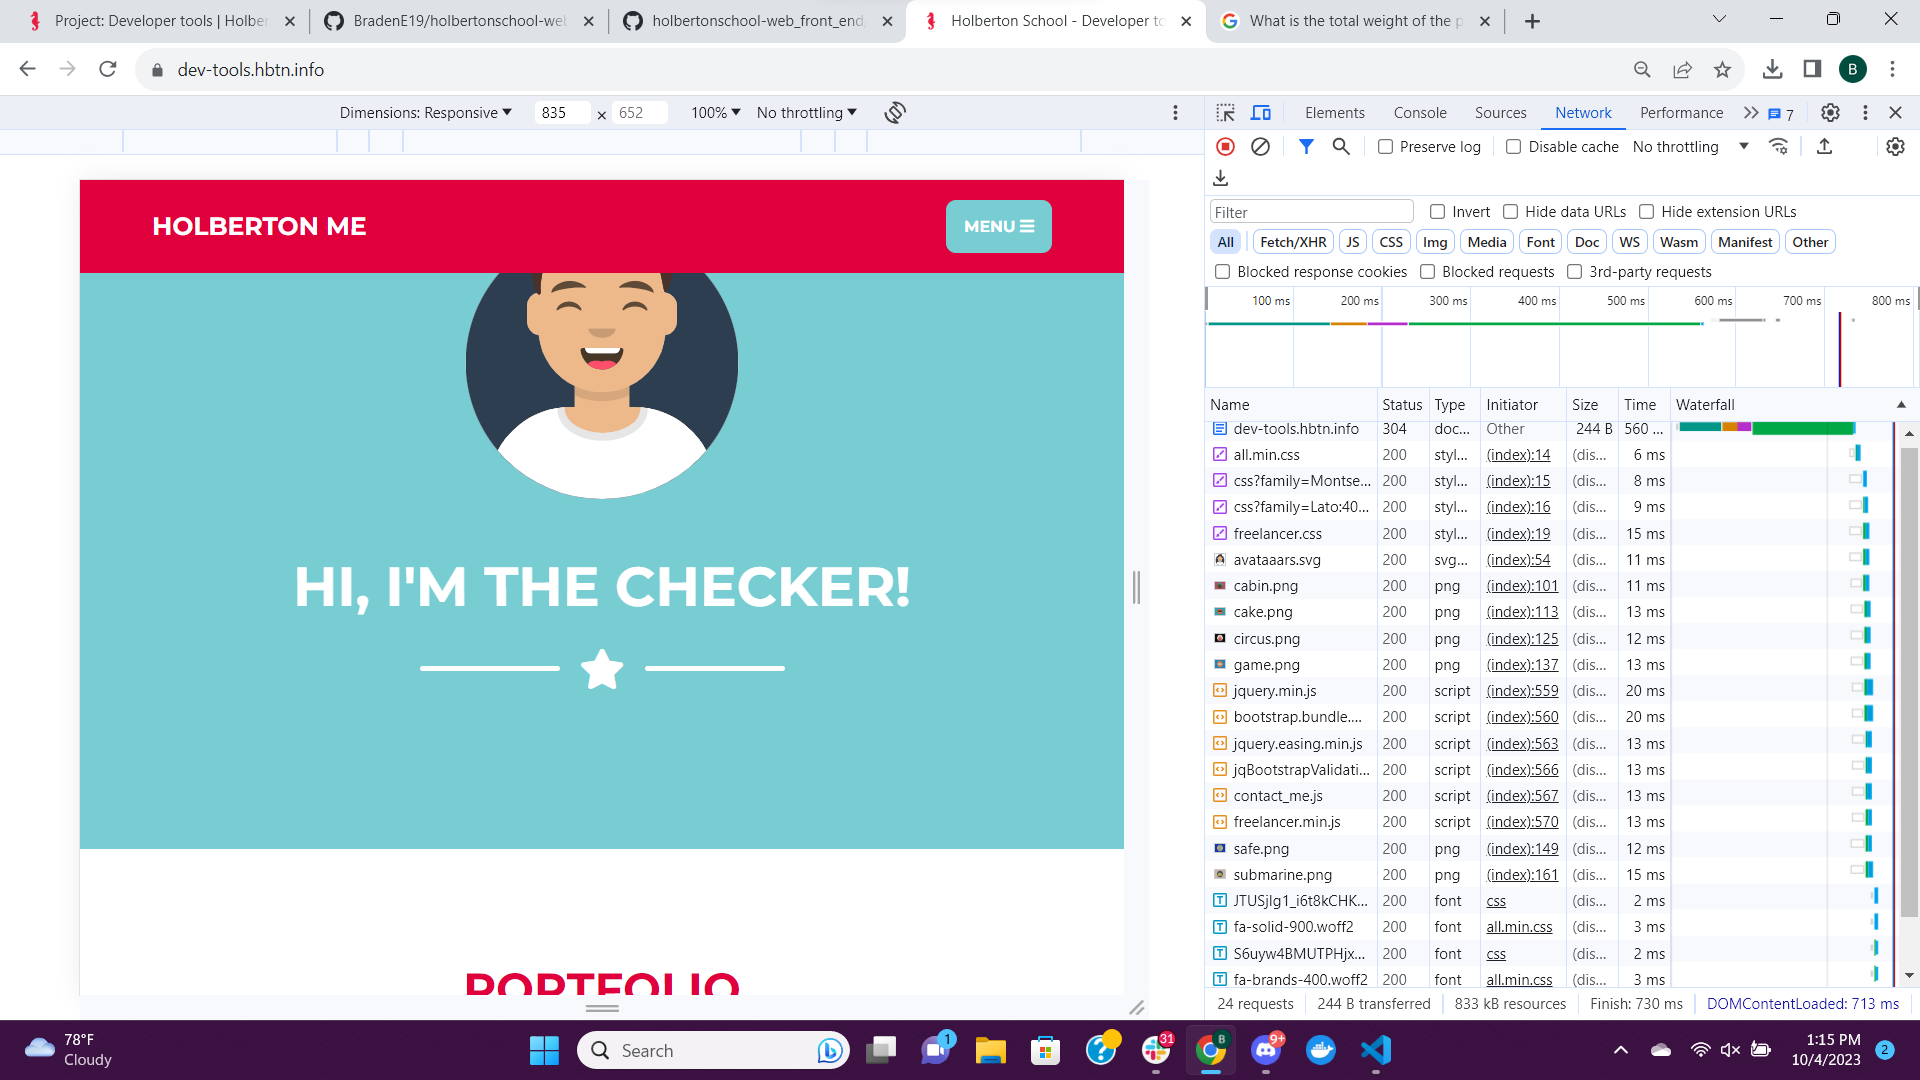 Project: Developer tools | Holber
BradenE19/holbertonschool-web
holbertonschool-web_front_end
Holberton School - Developer to
What is the total weight of the p
dev-tools.hbtn.info
B
Dimensions: Responsive
835 × 652
100%
No throttling
Elements
Console
Sources
Network
Performance
7
Preserve log
Disable cache
No throttling
Filter
Invert
Hide data URLs
Hide extension URLs
All
Fetch/XHR
JS
CSS
Img
Media
Font
Doc
WS
Wasm
Manifest
Other
Blocked response cookies
Blocked requests
3rd-party requests
100 ms 200 ms 300 ms 400 ms 500 ms 600 ms 700 ms 800 ms
Name Status Type Initiator Size Time Waterfall
dev-tools.hbtn.info 304 doc... Other 244 B 560 ...
all.min.css 200 styl... (index):14 (dis... 6 ms
css?family=Montse... 200 styl... (index):15 (dis... 8 ms
css?family=Lato:40... 200 styl... (index):16 (dis... 9 ms
freelancer.css 200 styl... (index):19 (dis... 15 ms
avataaars.svg 200 svg... (index):54 (dis... 11 ms
cabin.png 200 png (index):101 (dis... 11 ms
cake.png 200 png (index):113 (dis... 13 ms
circus.png 200 png (index):125 (dis... 12 ms
game.png 200 png (index):137 (dis... 13 ms
jquery.min.js 200 script (index):559 (dis... 20 ms
bootstrap.bundle.... 200 script (index):560 (dis... 20 ms
jquery.easing.min.js 200 script (index):563 (dis... 13 ms
jqBootstrapValidati... 200 script (index):566 (dis... 13 ms
contact_me.js 200 script (index):567 (dis... 13 ms
freelancer.min.js 200 script (index):570 (dis... 13 ms
safe.png 200 png (index):149 (dis... 12 ms
submarine.png 200 png (index):161 (dis... 15 ms
JTUSjIg1_i6t8kCHK... 200 font css (dis... 2 ms
fa-solid-900.woff2 200 font all.min.css (dis... 3 ms
S6uyw4BMUTPHjx... 200 font css (dis... 2 ms
fa-brands-400.woff2 200 font all.min.css (dis... 3 ms
24 requests
244 B transferred
833 kB resources
Finish: 730 ms
DOMContentLoaded: 713 ms
HOLBERTON ME
MENU
HI, I'M THE CHECKER!
PORTFOLIO
78°F
Cloudy
Search
1
31
B
9+
1:15 PM
10/4/2023
2